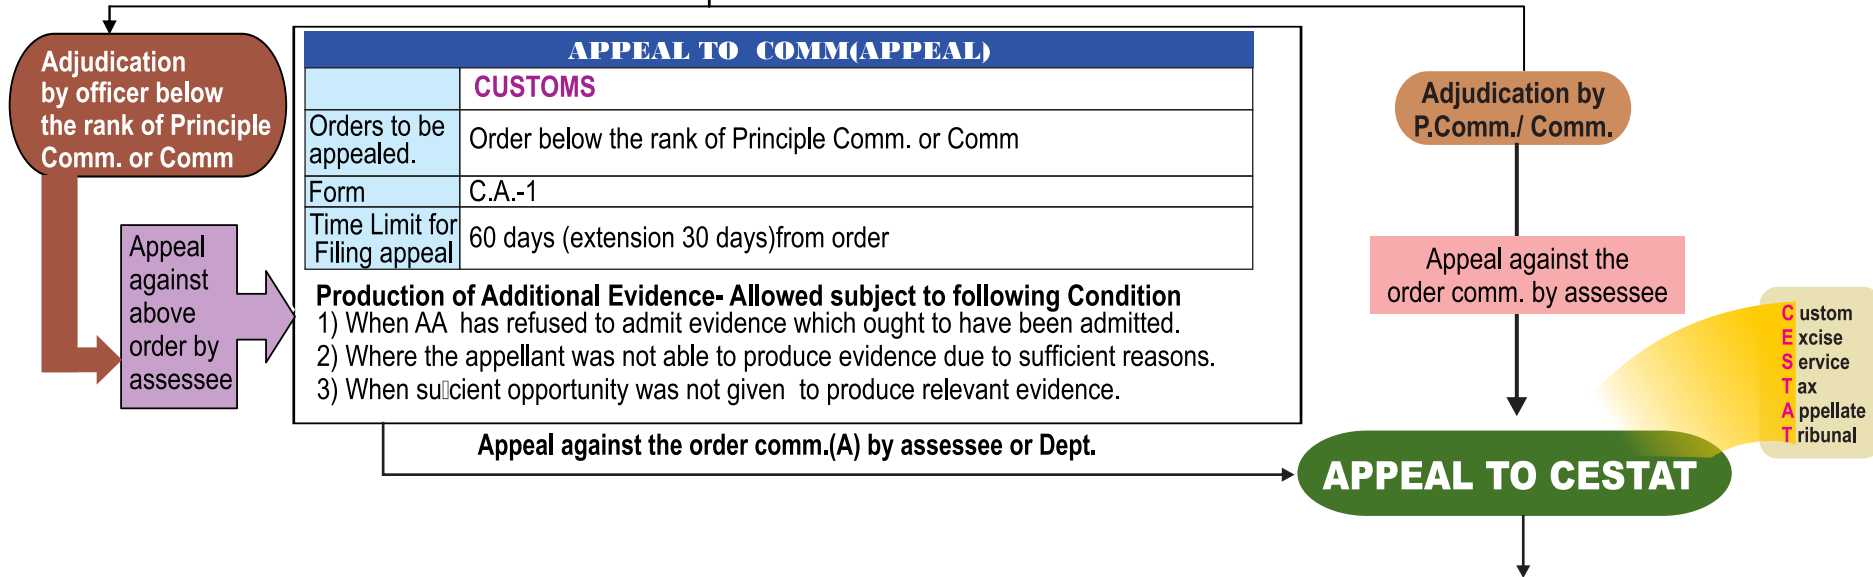 Adjudication
by officer below
the rank of Principle
Comm. or Comm
APPEAL TO COMM(APPEAL)
CUSTOMS
Orders to be
appealed.
Order below the rank of Principle Comm. or Comm
Form
C.A.-1
Time Limit for
Filing appeal
60 days (extension 30 days)from order
Appeal
against
above
order by
assessee
Production of Additional Evidence- Allowed subject to following Condition
1) When AA has refused to admit evidence which ought to have been admitted.
2) Where the appellant was not able to produce evidence due to sufficient reasons.
3) When su▯cient opportunity was not given to produce relevant evidence.
Appeal against the order comm.(A) by assessee or Dept.
Adjudication by
P.Comm./ Comm.
Appeal against the
order comm. by assessee
Custom
Excise
Service
Tax
Appellate
Tribunal
APPEAL TO CESTAT